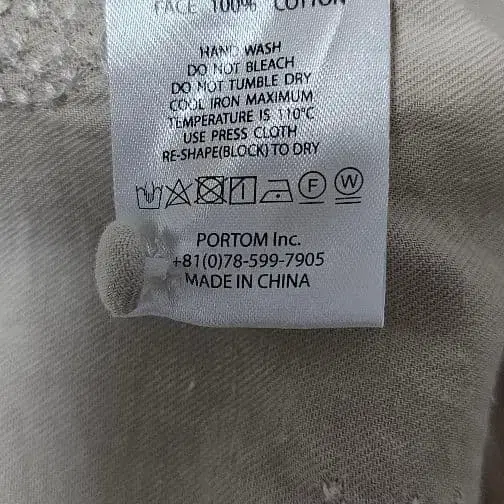 FACE 100% COTTON
HAND WASH
DO NOT BLEACH
DO NOT TUMBLE DRY
COOL IRON MAXIMUM
TEMPERATURE IS 110°C
USE PRESS CLOTH
RE-SHAPE(BLOCK) TO DRY
F W
PORTOM Inc.
+81(0)78-599-7905
MADE IN CHINA